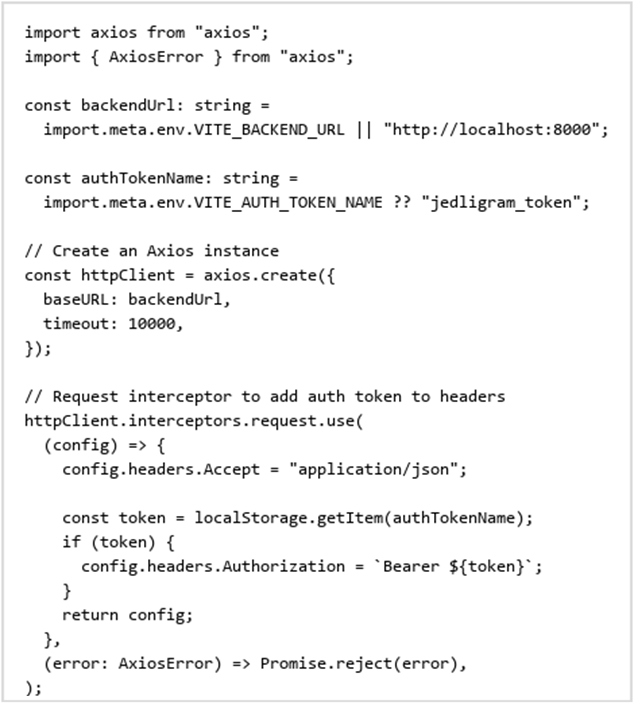 import axios from "axios";
import { AxiosError } from "axios";

const backendUrl: string =
  import.meta.env.VITE_BACKEND_URL || "http://localhost:8000";

const authTokenName: string =
  import.meta.env.VITE_AUTH_TOKEN_NAME ?? "jedligram_token";

// Create an Axios instance
const httpClient = axios.create({
  baseURL: backendUrl,
  timeout: 10000,
});

// Request interceptor to add auth token to headers
httpClient.interceptors.request.use(
  (config) => {
    config.headers.Accept = "application/json";

    const token = localStorage.getItem(authTokenName);
    if (token) {
      config.headers.Authorization = `Bearer ${token}`;
    }
    return config;
  },
  (error: AxiosError) => Promise.reject(error),
);